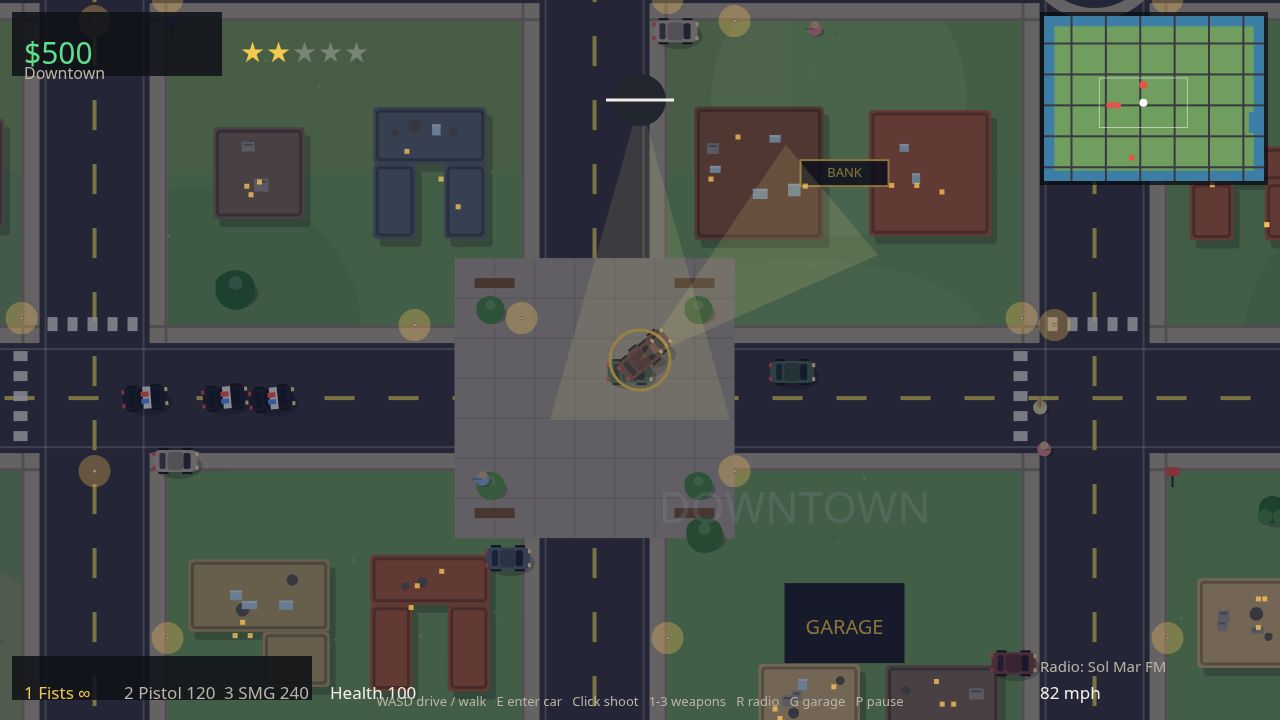 $500
Downtown
BANK
DOWNTOWN
GARAGE
Radio: Sol Mar FM
1 Fists ∞ 2 Pistol 120 3 SMG 240 Health 100
82 mph
WASD drive / walk E enter car Click shoot 1-3 weapons R radio G garage P pause